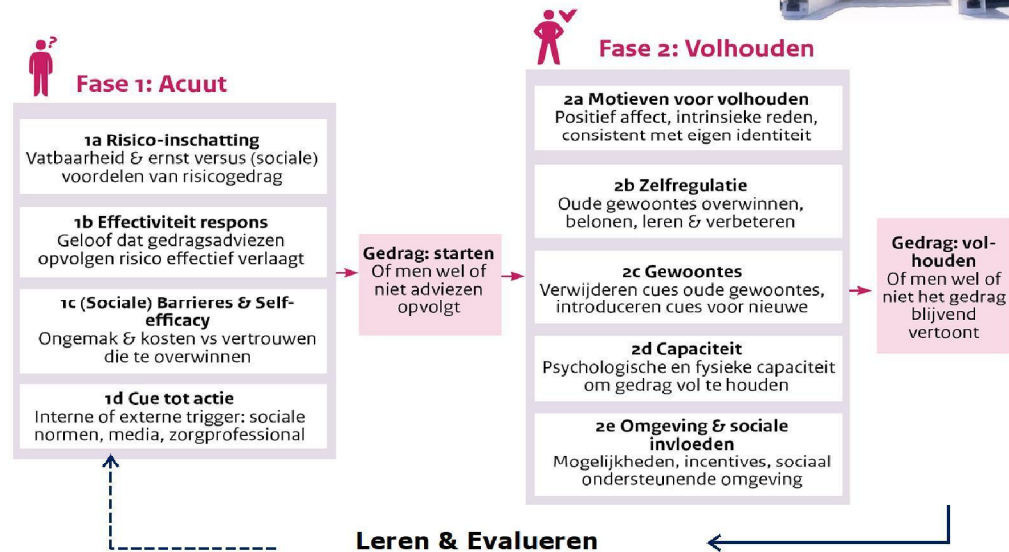 ?
Fase 1: Acuut
1a Risico-inschatting
Vatbaarheid & ernst versus (sociale)
voordelen van risicogedrag
1b Effectiviteit respons
Geloof dat gedragsadviezen
opvolgen risico effectief verlaagt
1c (Sociale) Barrieres & Self-
efficacy
Ongemak & kosten vs vertrouwen
die te overwinnen
1d Cue tot actie
Interne of externe trigger: sociale
normen, media, zorgprofessional
Gedrag: starten
Of men wel of
niet adviezen
opvolgt
Fase 2: Volhouden
2a Motieven voor volhouden
Positief affect, intrinsieke reden,
consistent met eigen identiteit
2b Zelfregulatie
Oude gewoontes overwinnen,
belonen, leren & verbeteren
2c Gewoontes
Verwijderen cues oude gewoontes,
introduceren cues voor nieuwe
2d Capaciteit
Psychologische en fysieke capaciteit
om gedrag vol te houden
2e Omgeving & sociale
invloeden
Mogelijkheden, incentives, sociaal
ondersteunende omgeving
Gedrag: vol-
houden
Of men wel of
niet het gedrag
blijvend
vertoont
Leren & Evalueren